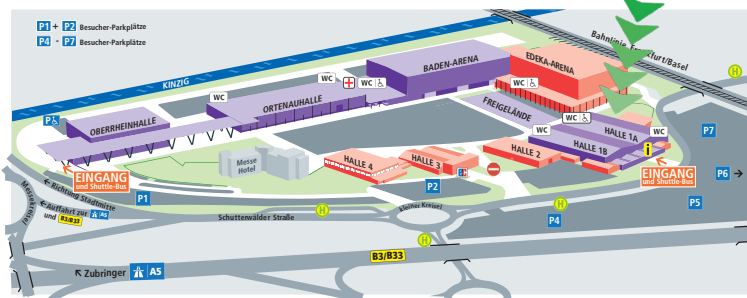 P1 + P2 Besucher-Parkplätze
P4 - P7 Besucher-Parkplätze
Bahnlinie Frankfurt/Basel
KINZIG
BADEN-ARENA
EDEKA-ARENA
H
WC
WC
WC
WC
ORTENAUHALLE
FREIGELÄNDE
WC
P
OBERRHEINHALLE
WC
WC
HALLE 1A
P7
HALLE 1B
i
HALLE 2
Messe
Hotel
HALLE 4
HALLE 3
EINGANG
und Shuttle-Bus
EINGANG
und Shuttle-Bus
P6
Richtung Stadtmitte
P2
P1
P5
Messekreisel
Auffahrt zur A5
und B3/B33
kleiner Kreisel
H
H
Schutterwälder Straße
P4
H
B3/B33
Zubringer A5